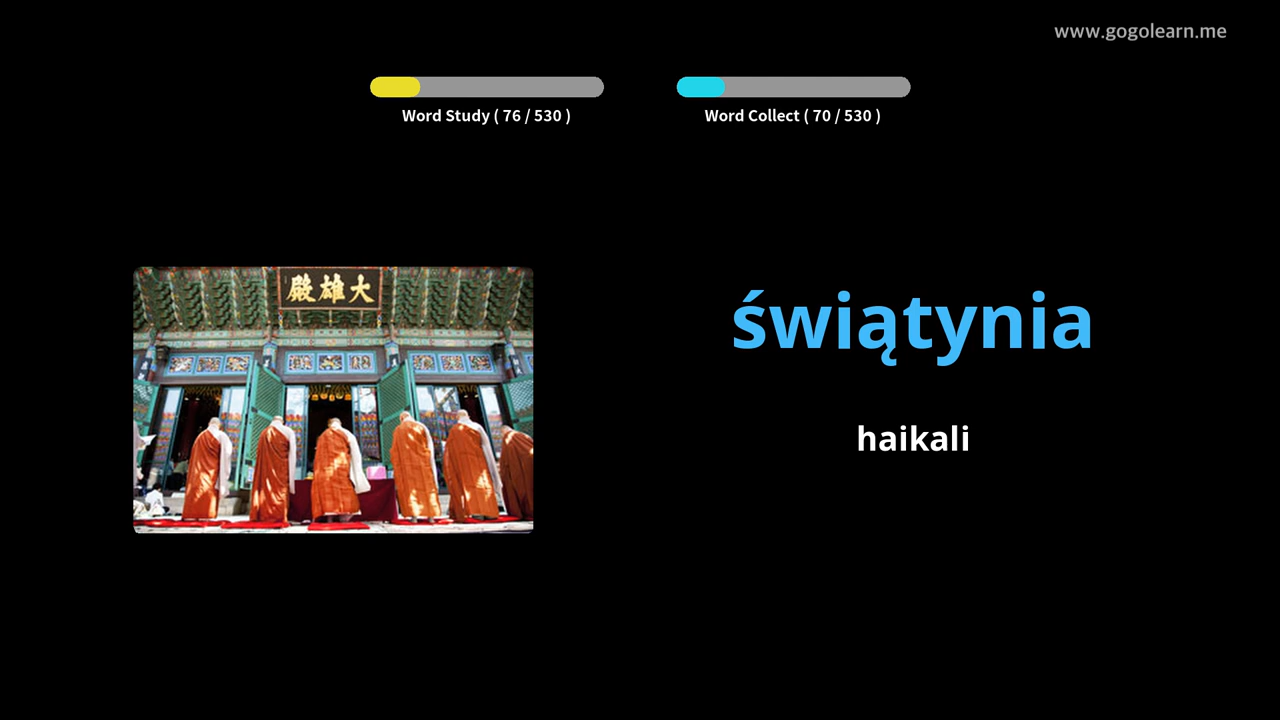 www.gogolearn.me
Word Study ( 76 / 530 )
Word Collect ( 70 / 530 )
殿雄大
świątynia
haikali